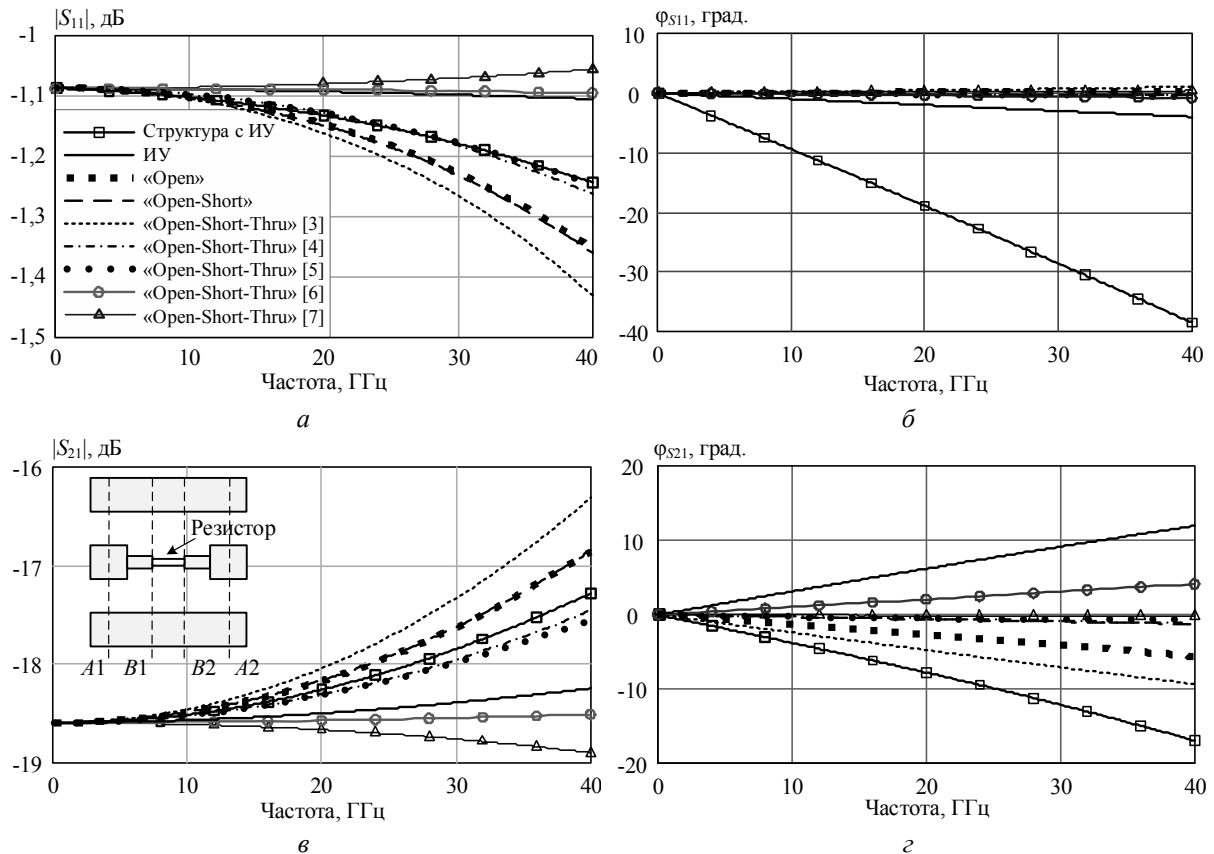 |S11|, дБ
-1
-1,1
-1,2
-1,3
-1,4
-1,5
Структура с ИУ
ИУ
«Open»
«Open-Short»
«Open-Short-Thru» [3]
«Open-Short-Thru» [4]
«Open-Short-Thru» [5]
«Open-Short-Thru» [6]
«Open-Short-Thru» [7]
0 10 20 30 40
Частота, ГГц
а
φS11, град.
10
0
-10
-20
-30
-40
0 10 20 30 40
Частота, ГГц
б
|S21|, дБ
-16
-17
-18
-19
Резистор
A1 B1 B2 A2
0 10 20 30 40
Частота, ГГц
в
φS21, град.
20
10
0
-10
-20
0 10 20 30 40
Частота, ГГц
г